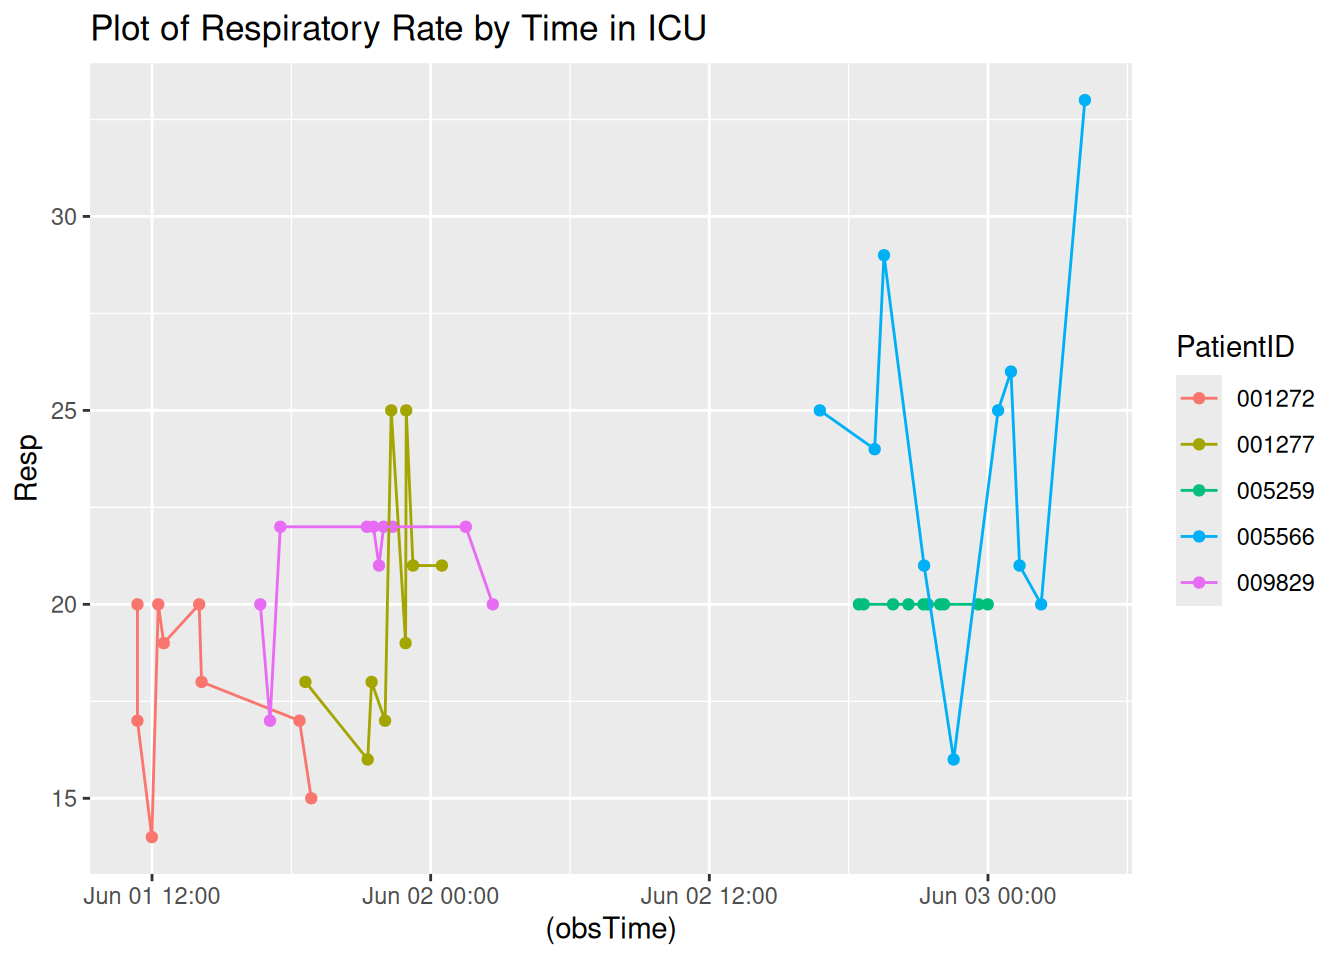 Plot of Respiratory Rate by Time in ICU
Resp
30
25
20
15
Jun 01 12:00
Jun 02 00:00
Jun 02 12:00
Jun 03 00:00
(obsTime)
PatientID
001272
001277
005259
005566
009829